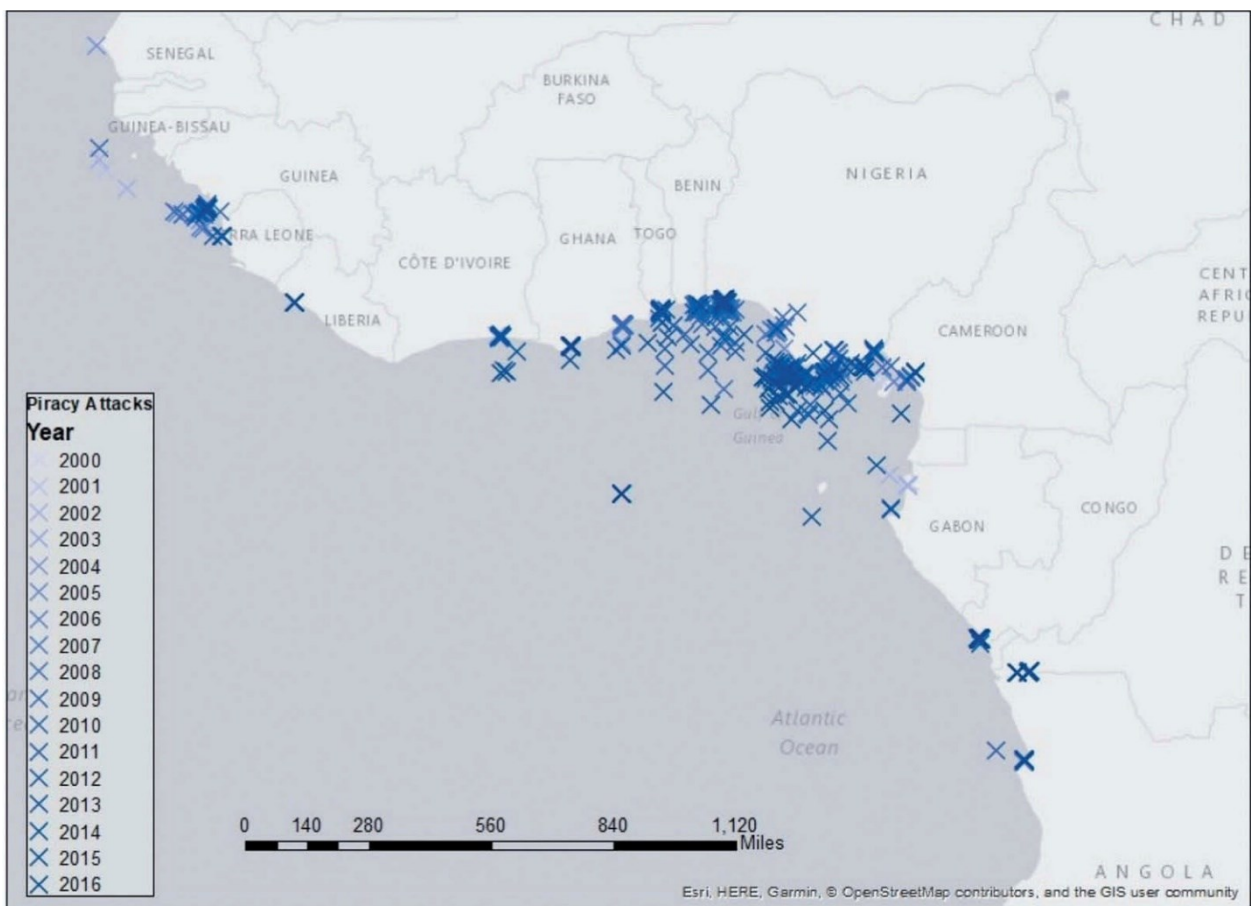 CHAD
SENEGAL
BURKINA
FASO
GUINEA-BISSAU
GUINEA
BENIN
NIGERIA
RRA LEONE
GHANA
TOGO
CÔTE D'IVOIRE
CENT
AFRIC
REPU
LIBERIA
CAMEROON
Guinea
GABON
CONGO
DE
RE
T
Atlantic
Ocean
ANGOLA
Piracy Attacks
Year
2000
2001
2002
2003
2004
2005
2006
2007
2008
2009
2010
2011
2012
2013
2014
2015
2016
0 140 280 560 840 1,120
Miles
Esri, HERE, Garmin, © OpenStreetMap contributors, and the GIS user community